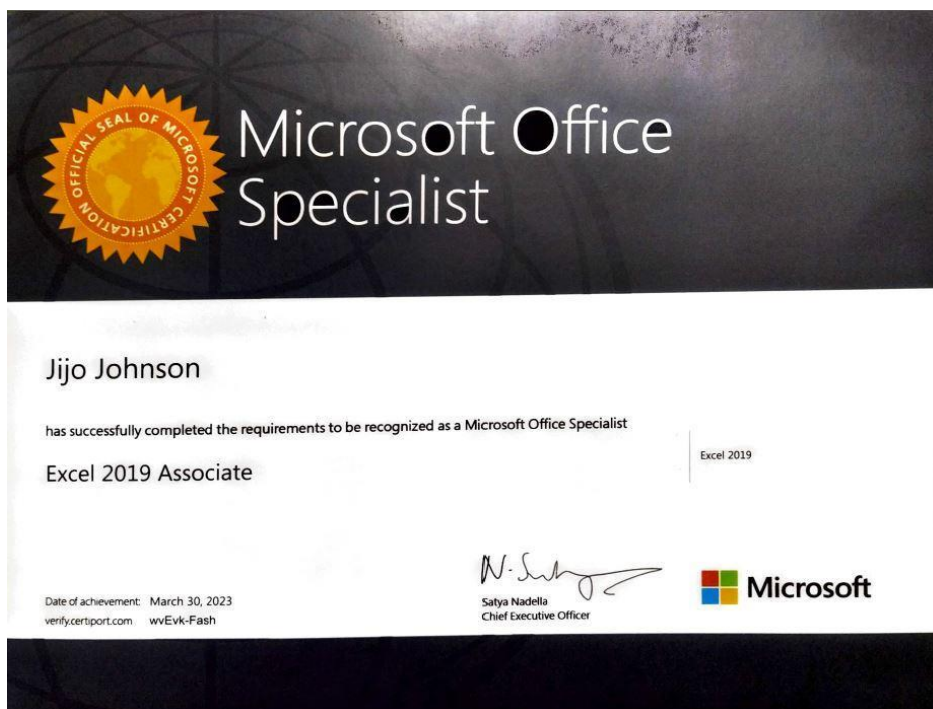 OFFICIAL SEAL OF MICROSOFT CERTIFICATION
Microsoft Office
Specialist
Jijo Johnson
has successfully completed the requirements to be recognized as a Microsoft Office Specialist
Excel 2019 Associate
Excel 2019
N. Satya
Date of achievement: March 30, 2023
verify.certiport.com wvEvk-Fash
Satya Nadella
Chief Executive Officer
Microsoft